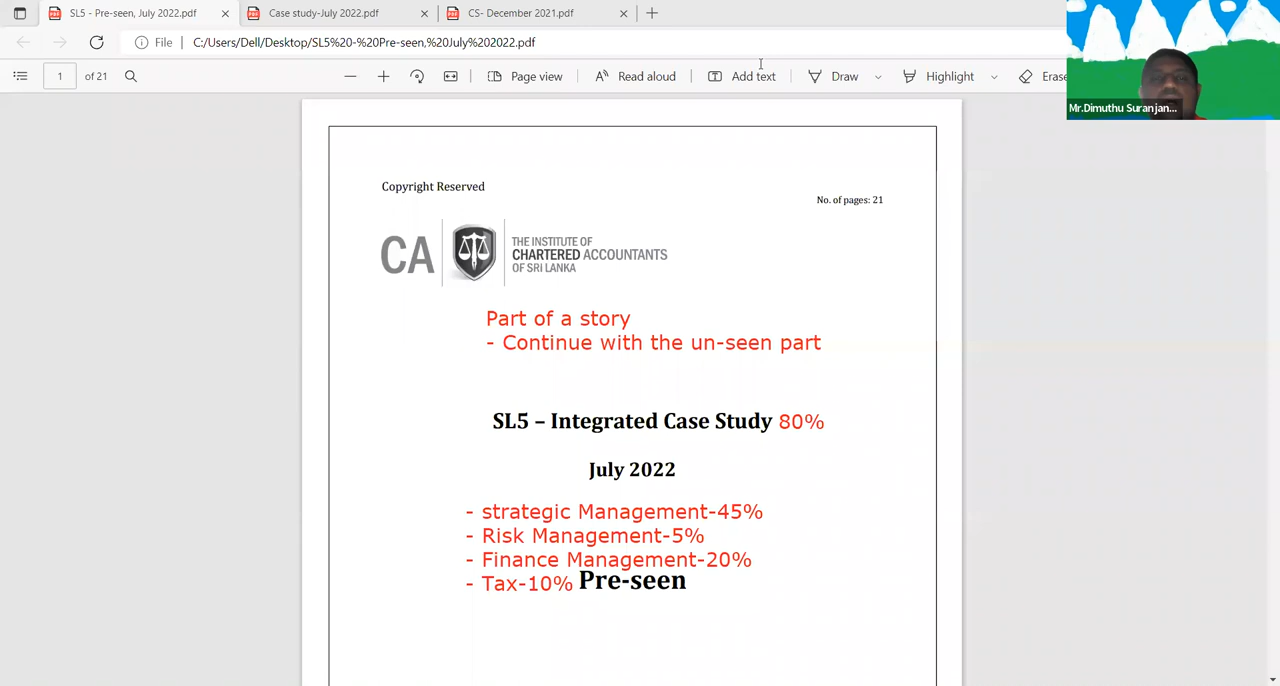 SL5 - Pre-seen, July 2022.pdf
Case study-July 2022.pdf
CS- December 2021.pdf
File
C:/Users/Dell/Desktop/SL5%20-%20Pre-seen,%20July%202022.pdf
1 of 21
Page view
Read aloud
Add text
Draw
Highlight
Erase
Mr.Dimuthu Suranjan...
Copyright Reserved
No. of pages: 21
CA
THE INSTITUTE OF
CHARTERED ACCOUNTANTS
OF SRI LANKA
Part of a story
- Continue with the un-seen part
SL5 – Integrated Case Study 80%
July 2022
- strategic Management-45%
- Risk Management-5%
- Finance Management-20%
- Tax-10% Pre-seen